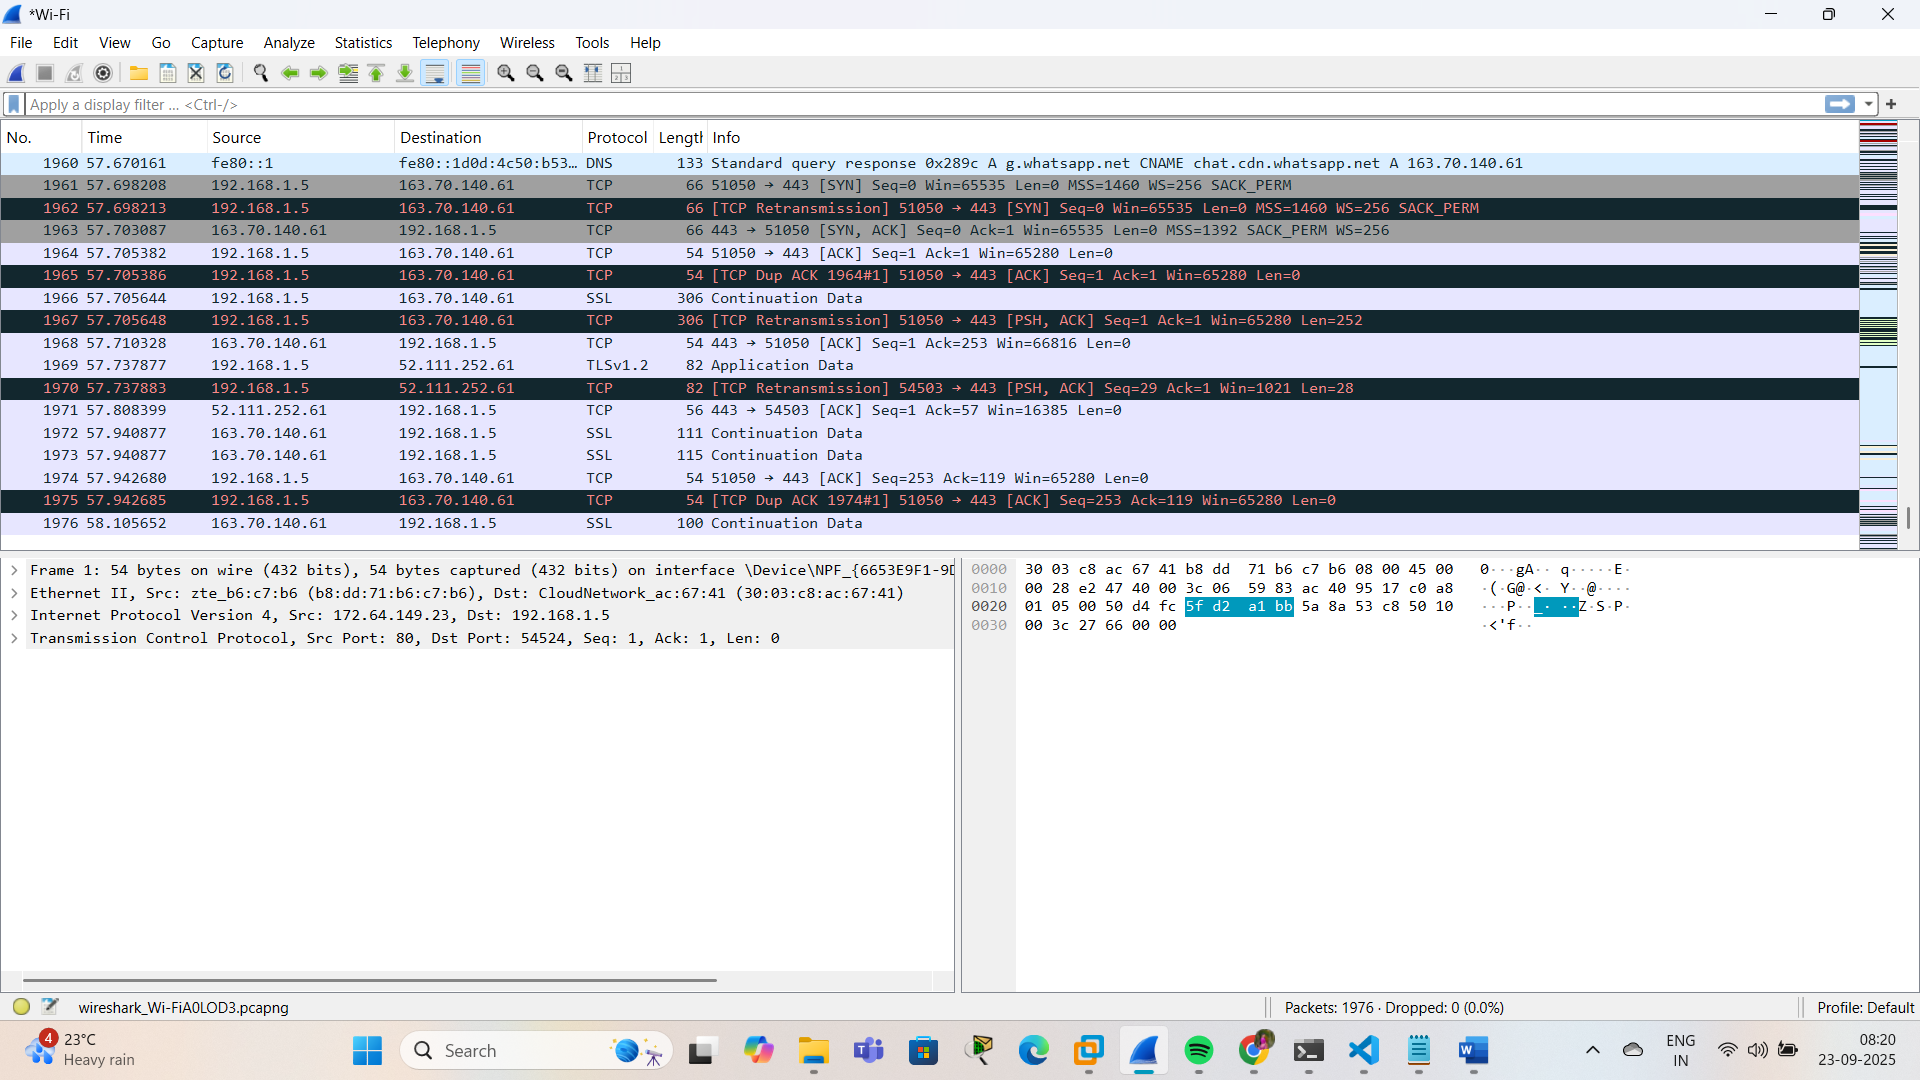 *Wi-Fi
File Edit View Go Capture Analyze Statistics Telephony Wireless Tools Help
Apply a display filter ... <Ctrl-/>
No. Time Source Destination Protocol Length Info
1960 57.670161 fe80::1 fe80::1d0d:4c50:b53… DNS 133 Standard query response 0x289c A g.whatsapp.net CNAME chat.cdn.whatsapp.net A 163.70.140.61
1961 57.698208 192.168.1.5 163.70.140.61 TCP 66 51050 → 443 [SYN] Seq=0 Win=65535 Len=0 MSS=1460 WS=256 SACK_PERM
1962 57.698213 192.168.1.5 163.70.140.61 TCP 66 [TCP Retransmission] 51050 → 443 [SYN] Seq=0 Win=65535 Len=0 MSS=1460 WS=256 SACK_PERM
1963 57.703087 163.70.140.61 192.168.1.5 TCP 66 443 → 51050 [SYN, ACK] Seq=0 Ack=1 Win=65535 Len=0 MSS=1392 SACK_PERM WS=256
1964 57.705382 192.168.1.5 163.70.140.61 TCP 54 51050 → 443 [ACK] Seq=1 Ack=1 Win=65280 Len=0
1965 57.705386 192.168.1.5 163.70.140.61 TCP 54 [TCP Dup ACK 1964#1] 51050 → 443 [ACK] Seq=1 Ack=1 Win=65280 Len=0
1966 57.705644 192.168.1.5 163.70.140.61 SSL 306 Continuation Data
1967 57.705648 192.168.1.5 163.70.140.61 TCP 306 [TCP Retransmission] 51050 → 443 [PSH, ACK] Seq=1 Ack=1 Win=65280 Len=252
1968 57.710328 163.70.140.61 192.168.1.5 TCP 54 443 → 51050 [ACK] Seq=1 Ack=253 Win=66816 Len=0
1969 57.737877 192.168.1.5 52.111.252.61 TLSv1.2 82 Application Data
1970 57.737883 192.168.1.5 52.111.252.61 TCP 82 [TCP Retransmission] 54503 → 443 [PSH, ACK] Seq=29 Ack=1 Win=1021 Len=28
1971 57.808399 52.111.252.61 192.168.1.5 TCP 56 443 → 54503 [ACK] Seq=1 Ack=57 Win=16385 Len=0
1972 57.940877 163.70.140.61 192.168.1.5 SSL 111 Continuation Data
1973 57.940877 163.70.140.61 192.168.1.5 SSL 115 Continuation Data
1974 57.942680 192.168.1.5 163.70.140.61 TCP 54 51050 → 443 [ACK] Seq=253 Ack=119 Win=65280 Len=0
1975 57.942685 192.168.1.5 163.70.140.61 TCP 54 [TCP Dup ACK 1974#1] 51050 → 443 [ACK] Seq=253 Ack=119 Win=65280 Len=0
1976 58.105652 163.70.140.61 192.168.1.5 SSL 100 Continuation Data
Frame 1: 54 bytes on wire (432 bits), 54 bytes captured (432 bits) on interface \Device\NPF_{6653E9F1-9D
Ethernet II, Src: zte_b6:c7:b6 (b8:dd:71:b6:c7:b6), Dst: CloudNetwork_ac:67:41 (30:03:c8:ac:67:41)
Internet Protocol Version 4, Src: 172.64.149.23, Dst: 192.168.1.5
Transmission Control Protocol, Src Port: 80, Dst Port: 54524, Seq: 1, Ack: 1, Len: 0
0000 30 03 c8 ac 67 41 b8 dd 71 b6 c7 b6 08 00 45 00 0···gA·· q·····E·
0010 00 28 e2 47 40 00 3c 06 59 83 ac 40 95 17 c0 a8 ·(·G@·<· Y··@····
0020 01 05 00 50 d4 fc 5f d2 a1 bb 5a 8a 53 c8 50 10 ···P··_· ··Z·S·P·
0030 00 3c 27 66 00 00 ·<'f··
wireshark_Wi-FiA0LOD3.pcapng
Packets: 1976 · Dropped: 0 (0.0%)
Profile: Default
4
23°C
Heavy rain
Search
ENG
IN
08:20
23-09-2025